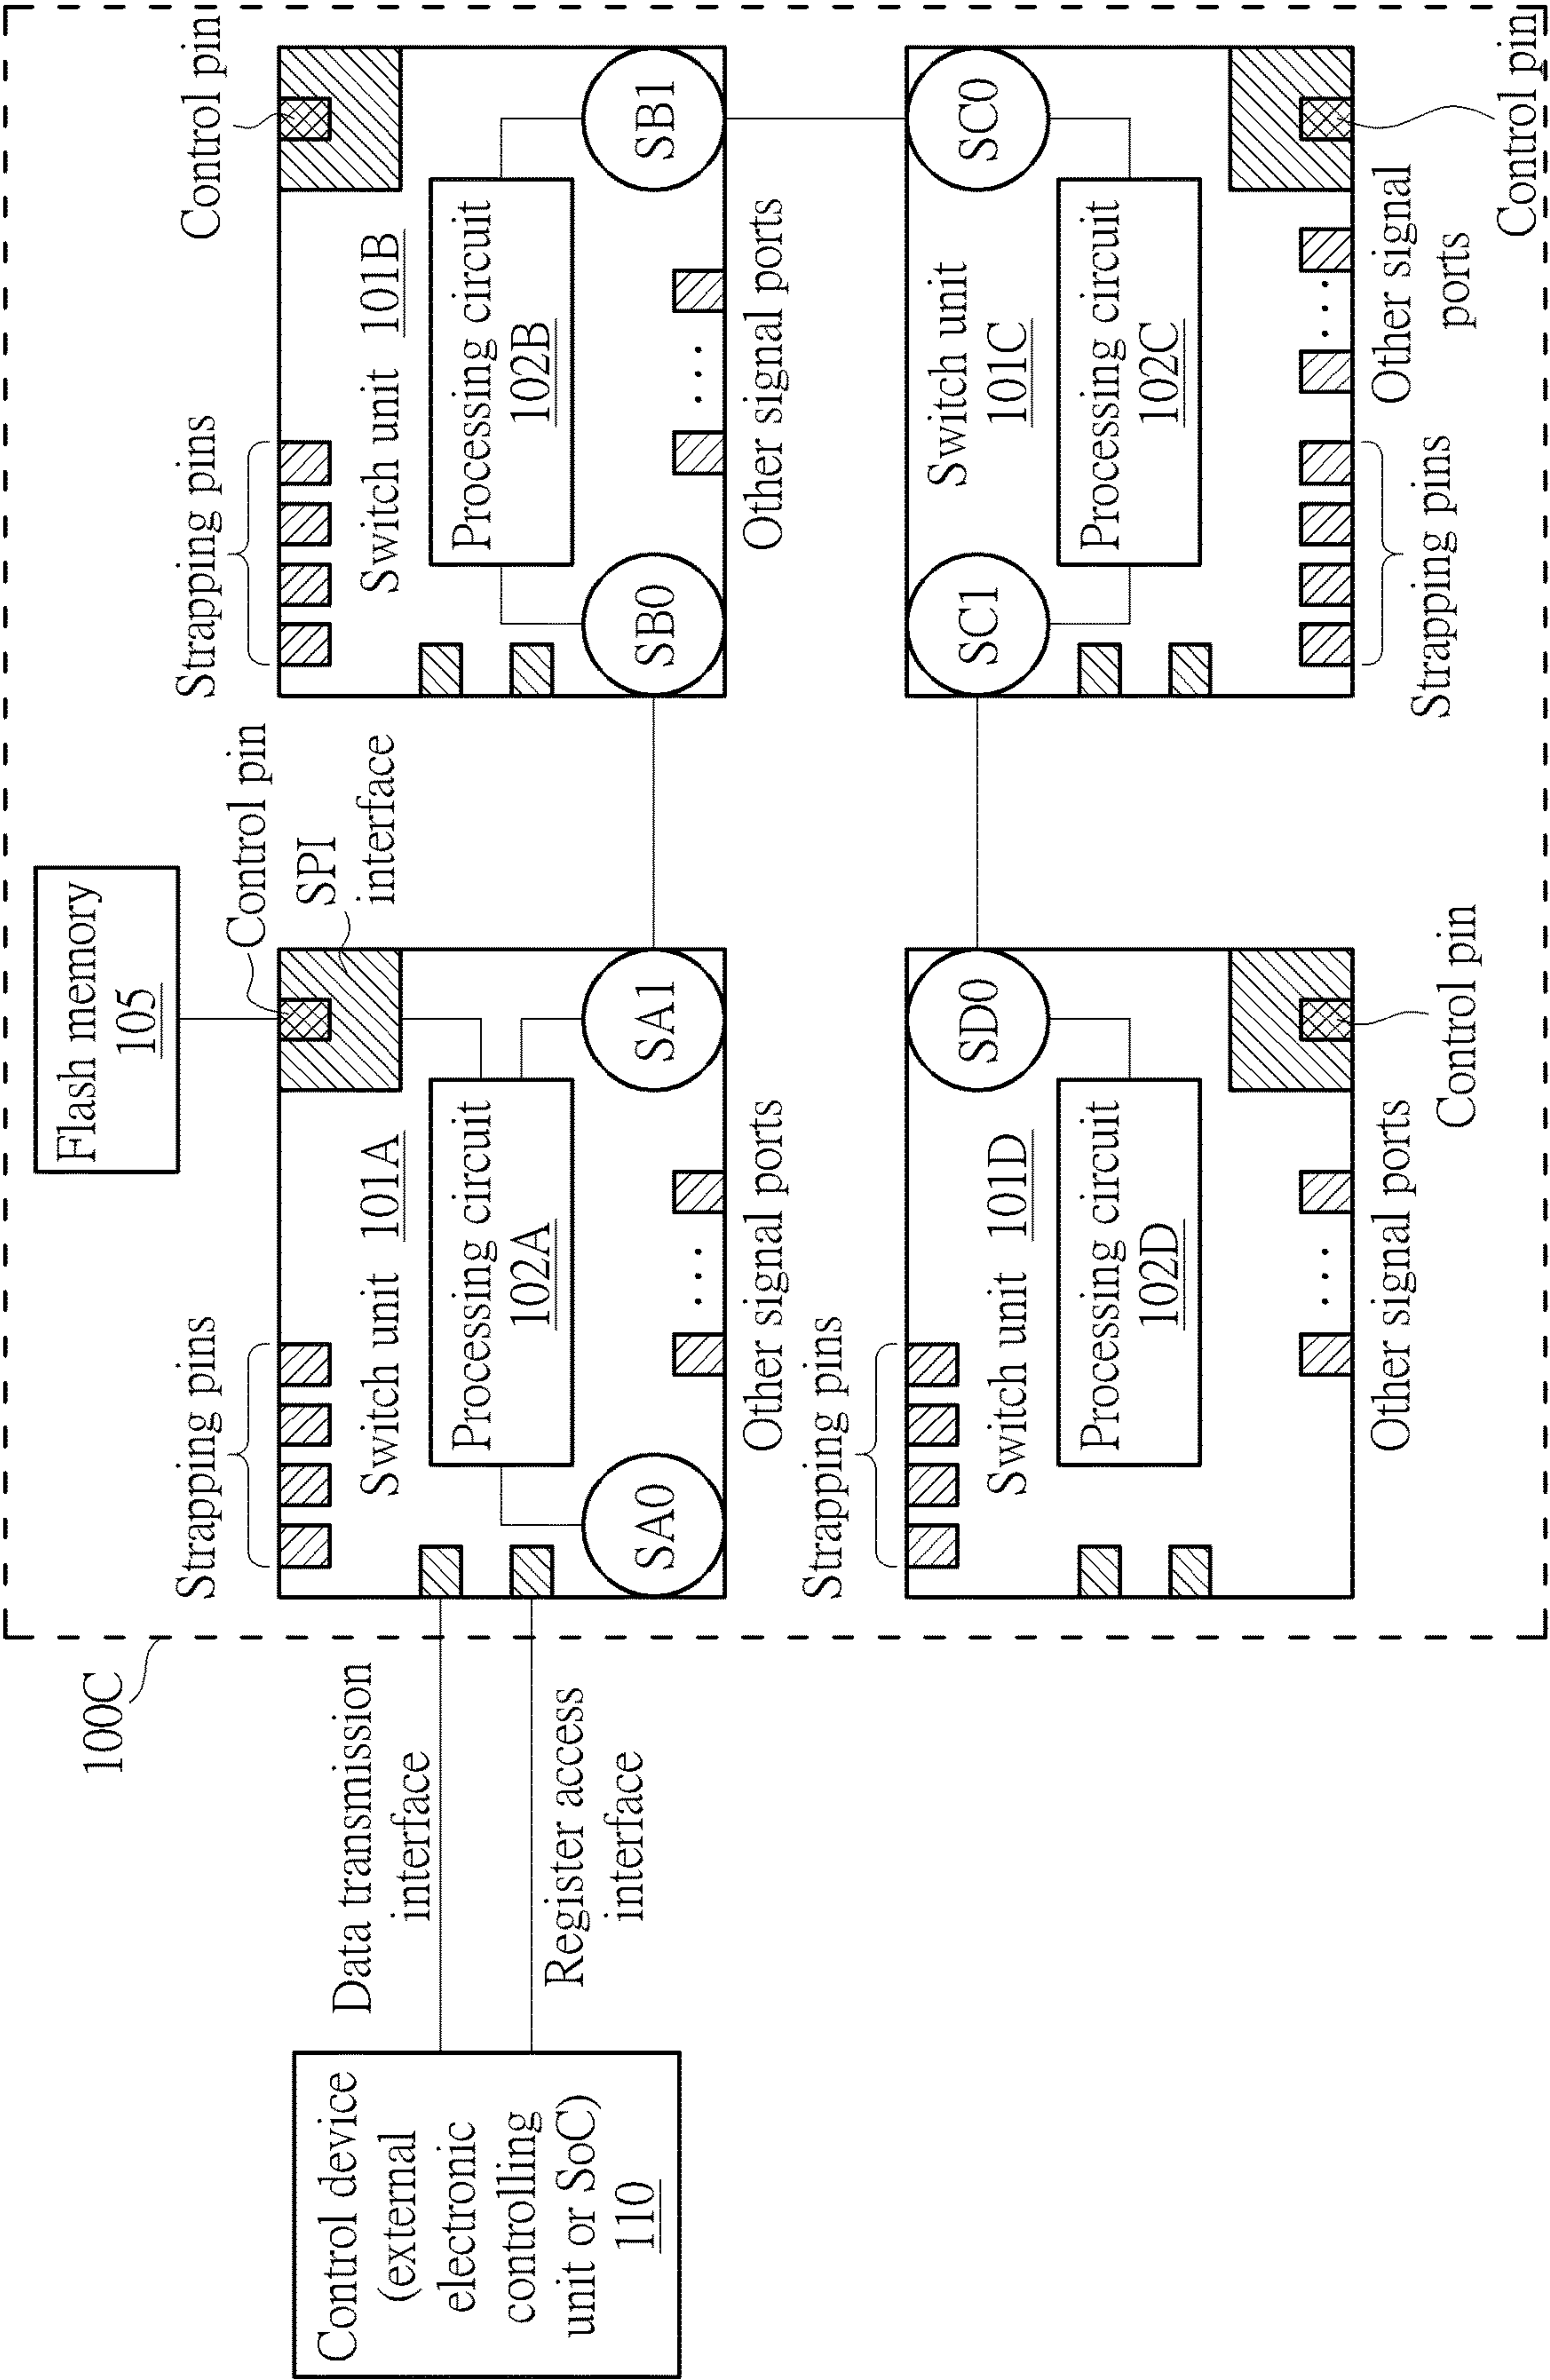 100C
Control device
(external
electronic
controlling
unit or SoC)
110
Data transmission
interface
Register access
interface
Flash memory
105
Control pin
SPI
interface
Strapping pins
Switch unit 101A
Processing circuit
102A
SA0
SA1
Other signal ports
Control pin
Strapping pins
Switch unit 101B
Processing circuit
102B
SB0
SB1
Other signal ports
Strapping pins
Switch unit 101D
Processing circuit
102D
SD0
Other signal ports
Control pin
SC1
SC0
Switch unit
101C
Processing circuit
102C
Strapping pins
Other signal
ports
Control pin